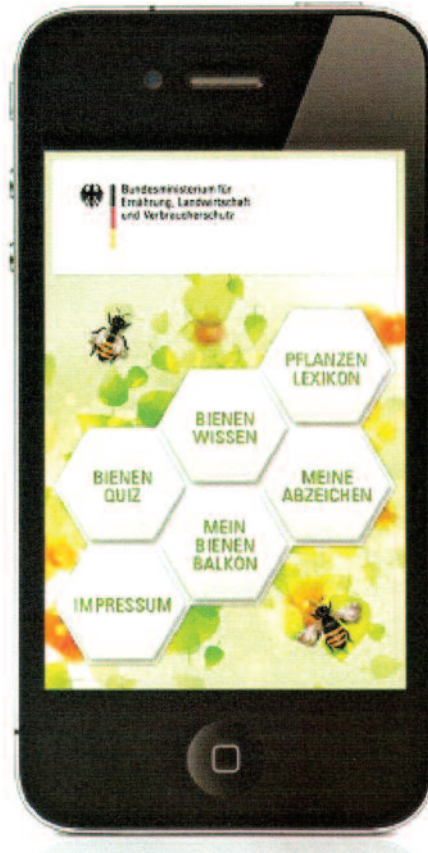 Bundesministerium für
Ernährung, Landwirtschaft
und Verbraucherschutz
PFLANZEN
LEXIKON
BIENEN
WISSEN
BIENEN
QUIZ
MEINE
ABZEICHEN
MEIN
BIENEN
BALKON
IMPRESSUM